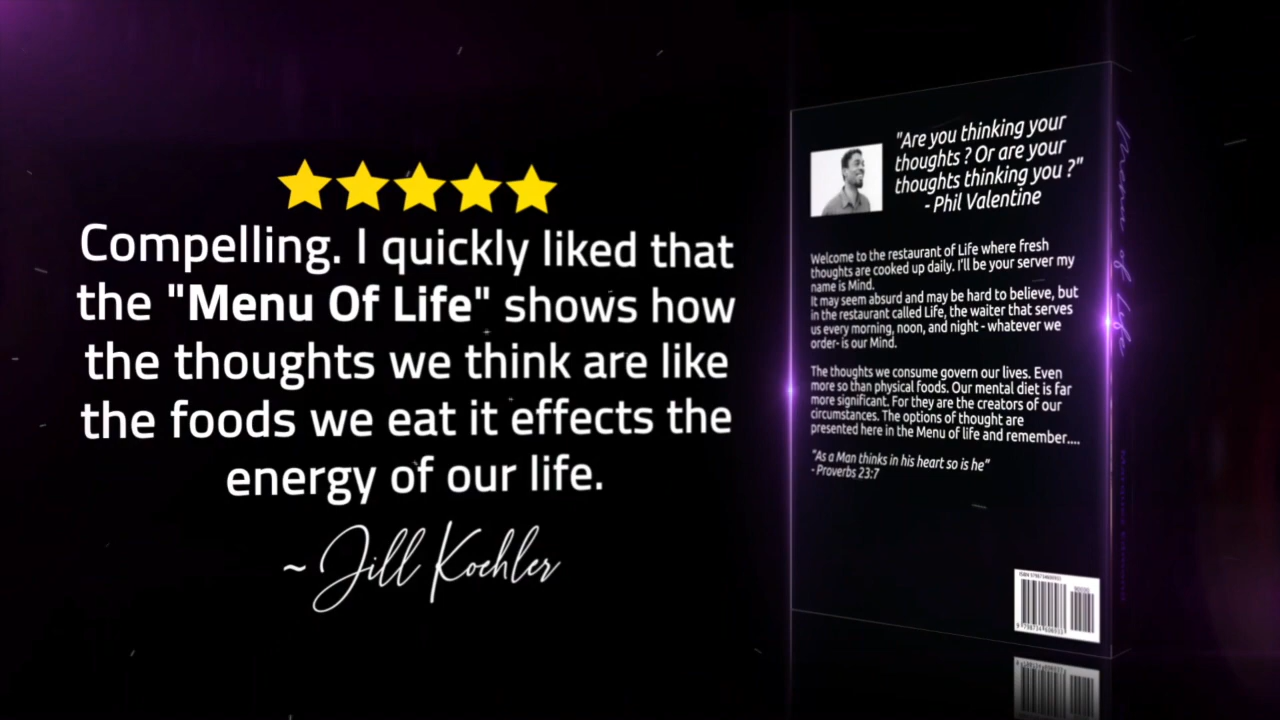 Compelling. I quickly liked that
the "Menu Of Life" shows how
the thoughts we think are like
the foods we eat it effects the
energy of our life.
~ Jill Koehler
"Are you thinking your
thoughts ? Or are your
thoughts thinking you ?"
- Phil Valentine
Welcome to the restaurant of Life where fresh
thoughts are cooked up daily. I'll be your server my
name is Mind.
It may seem absurd and may be hard to believe, but
in the restaurant called Life, the waiter that serves
us every morning, noon, and night - whatever we
order- is our Mind.
The thoughts we consume govern our lives. Even
more so than physical foods. Our mental diet is far
more significant. For they are the creators of our
circumstances. The options of thought are
presented here in the Menu of life and remember....
"As a Man thinks in his heart so is he"
- Proverbs 23:7
Menu of Life
ISBN